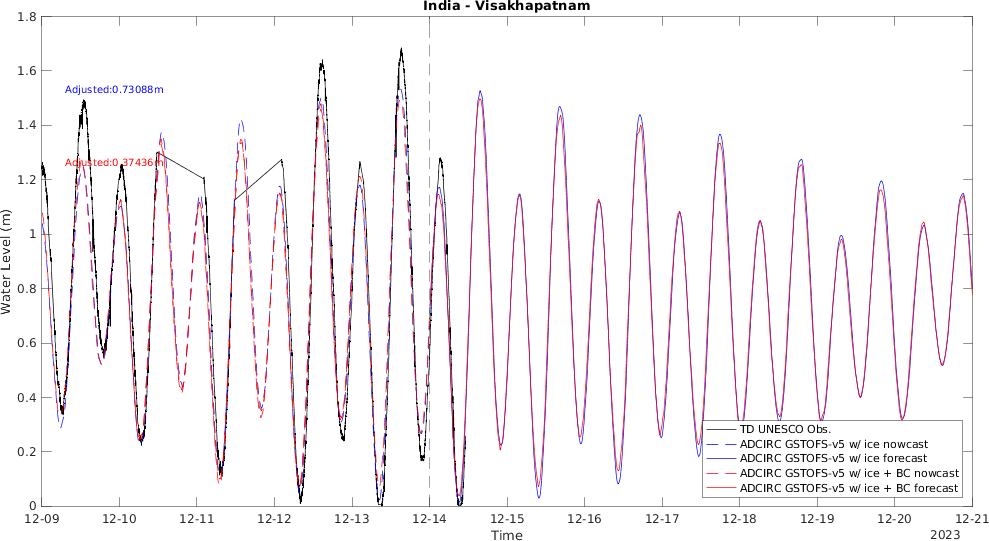 India - Visakhapatnam
1.8
1.6
1.4
1.2
1
0.8
0.6
0.4
0.2
0
Water Level (m)
Adjusted:0.73088m
Adjusted:0.37436m
TD UNESCO Obs.
ADCIRC GSTOFS-v5 w/ ice nowcast
ADCIRC GSTOFS-v5 w/ ice forecast
ADCIRC GSTOFS-v5 w/ ice + BC nowcast
ADCIRC GSTOFS-v5 w/ ice + BC forecast
12-09 12-10 12-11 12-12 12-13 12-14 12-15 12-16 12-17 12-18 12-19 12-20 12-21
Time
2023